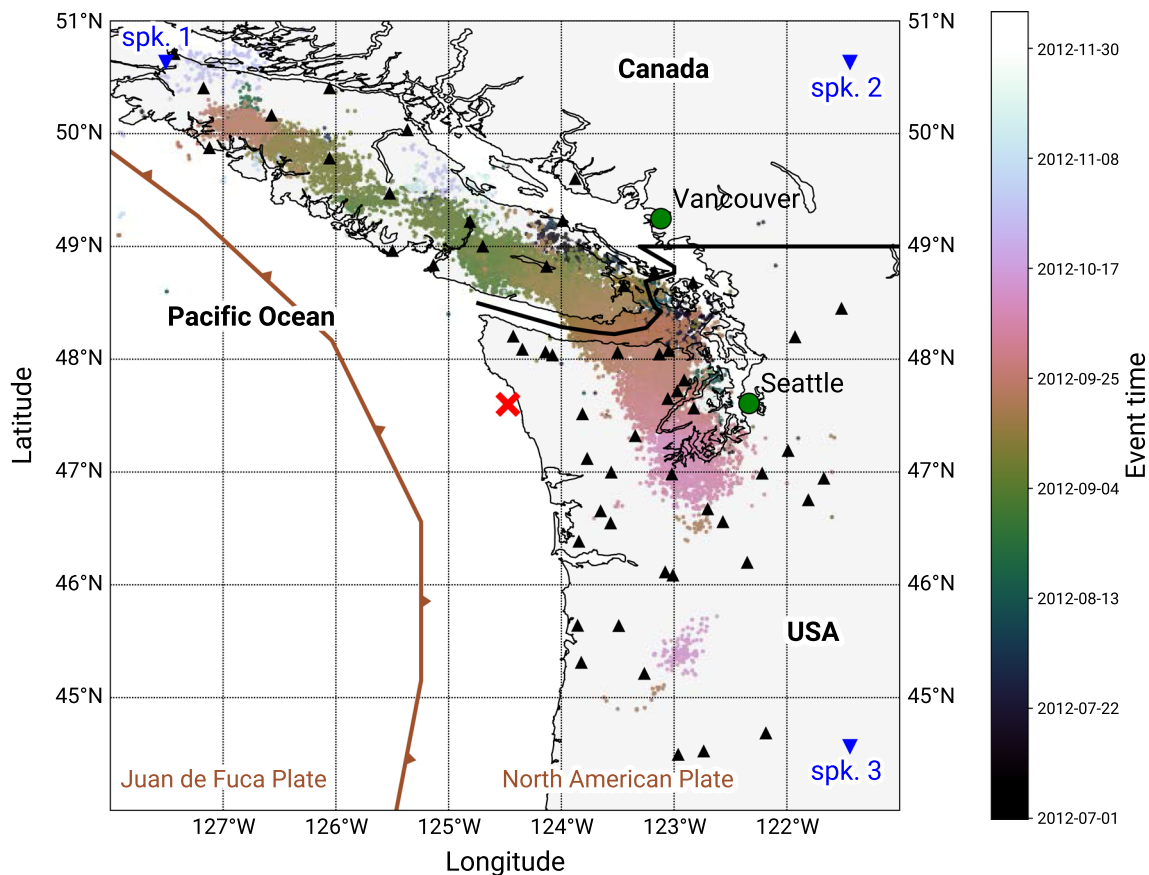 51°N
51°N
2012-11-30
spk. 1
Canada
spk. 2
50°N
50°N
2012-11-08
Vancouver
49°N
49°N
2012-10-17
Pacific Ocean
48°N
48°N
2012-09-25
Seattle
Latitude
Event time
47°N
47°N
2012-09-04
46°N
46°N
2012-08-13
USA
45°N
45°N
2012-07-22
spk. 3
Juan de Fuca Plate
North American Plate
2012-07-01
127°W
126°W
125°W
124°W
123°W
122°W
Longitude